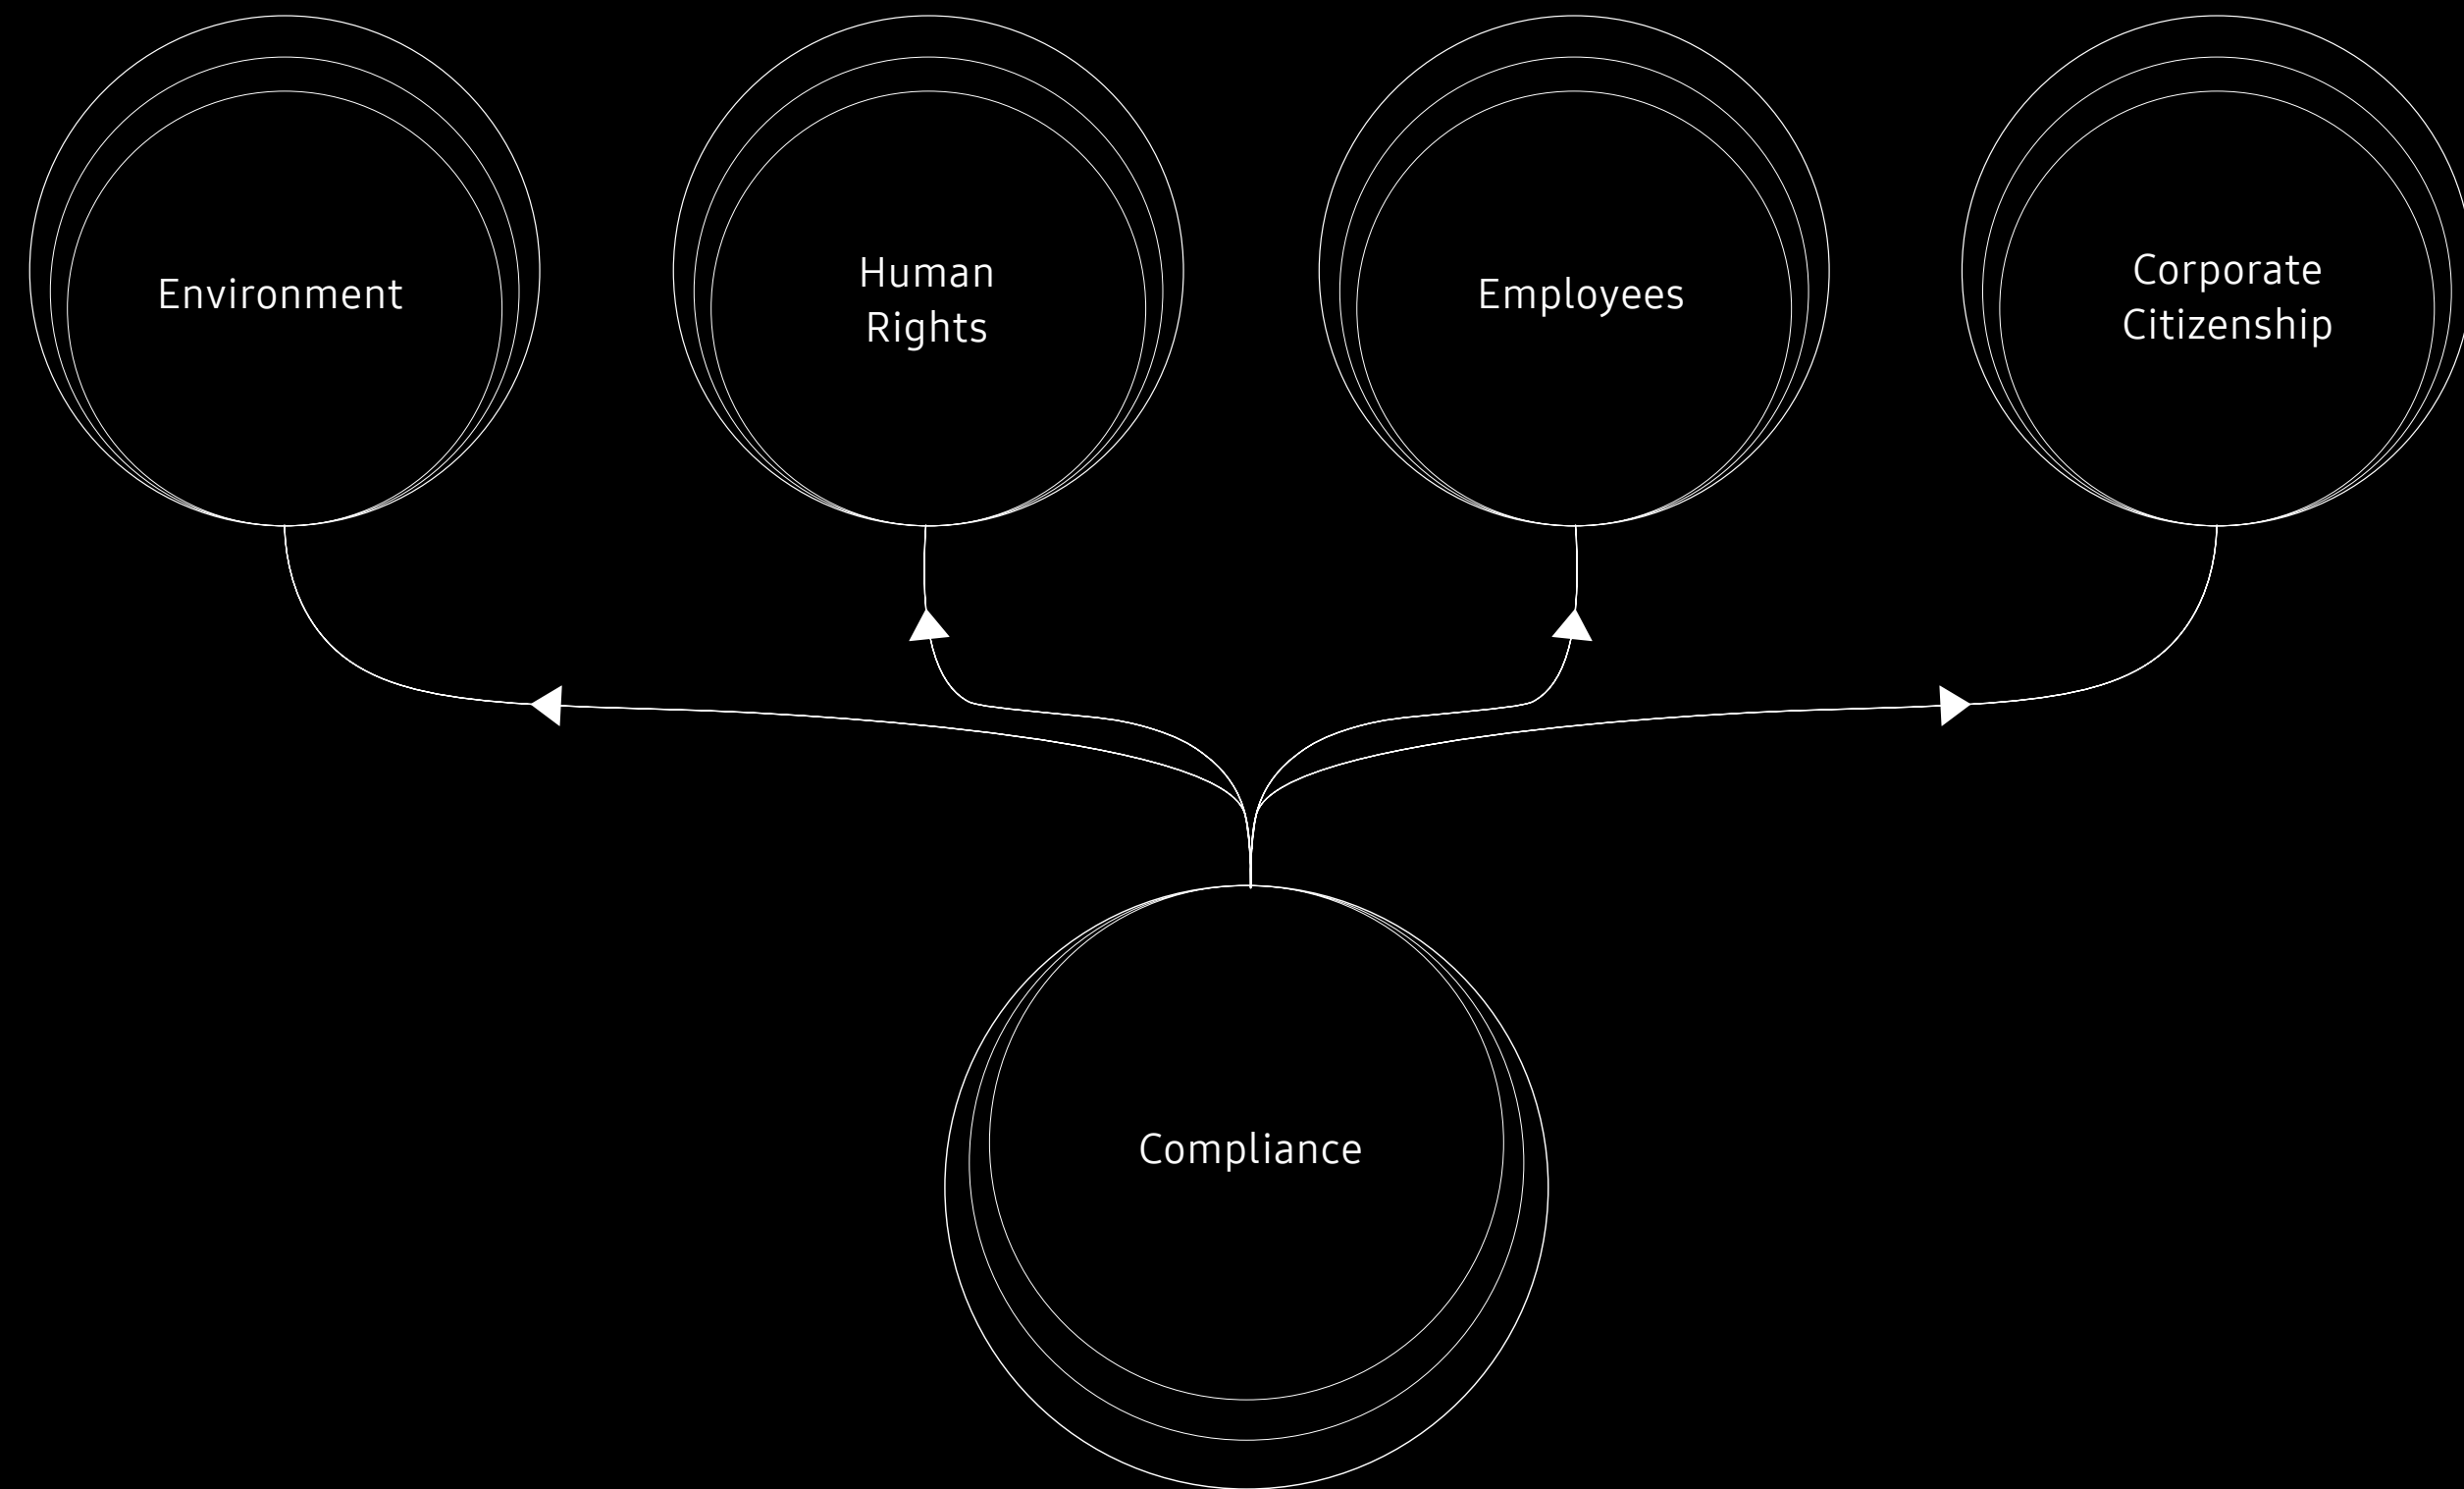 Environment
Human
Rights
Employees
Corporate
Citizenship
Compliance